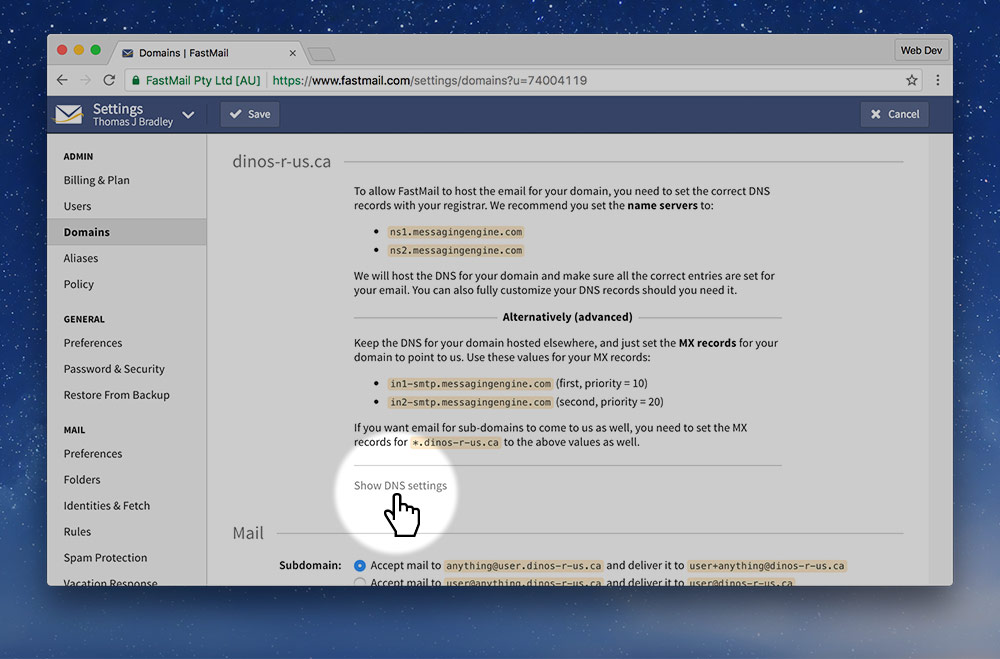 Domains | FastMail
Web Dev
FastMail Pty Ltd [AU]
https://www.fastmail.com/settings/domains?u=74004119
Settings
Thomas J Bradley
Save
Cancel
ADMIN
Billing & Plan
Users
Domains
Aliases
Policy
GENERAL
Preferences
Password & Security
Restore From Backup
MAIL
Preferences
Folders
Identities & Fetch
Rules
Spam Protection
Vacation Response
dinos-r-us.ca
To allow FastMail to host the email for your domain, you need to set the correct DNS
records with your registrar. We recommend you set the name servers to:
• ns1.messagingengine.com
• ns2.messagingengine.com
We will host the DNS for your domain and make sure all the correct entries are set for
your email. You can also fully customize your DNS records should you need it.
Alternatively (advanced)
Keep the DNS for your domain hosted elsewhere, and just set the MX records for your
domain to point to us. Use these values for your MX records:
• in1-smtp.messagingengine.com (first, priority = 10)
• in2-smtp.messagingengine.com (second, priority = 20)
If you want email for sub-domains to come to us as well, you need to set the MX
records for *.dinos-r-us.ca to the above values as well.
Show DNS settings
Mail
Subdomain: Accept mail to anything@user.dinos-r-us.ca and deliver it to user+anything@dinos-r-us.ca
Accept mail to user@anything.dinos-r-us.ca and deliver it to user@dinos-r-us.ca